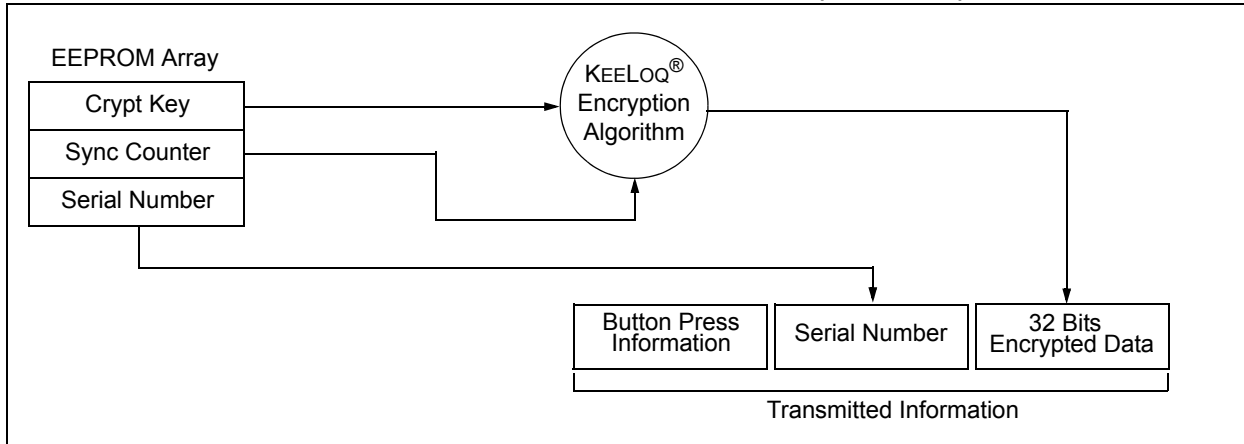 EEPROM Array
Crypt Key
Sync Counter
Serial Number
KEELOQ®
Encryption
Algorithm
Button Press
Information
Serial Number
32 Bits
Encrypted Data
Transmitted Information